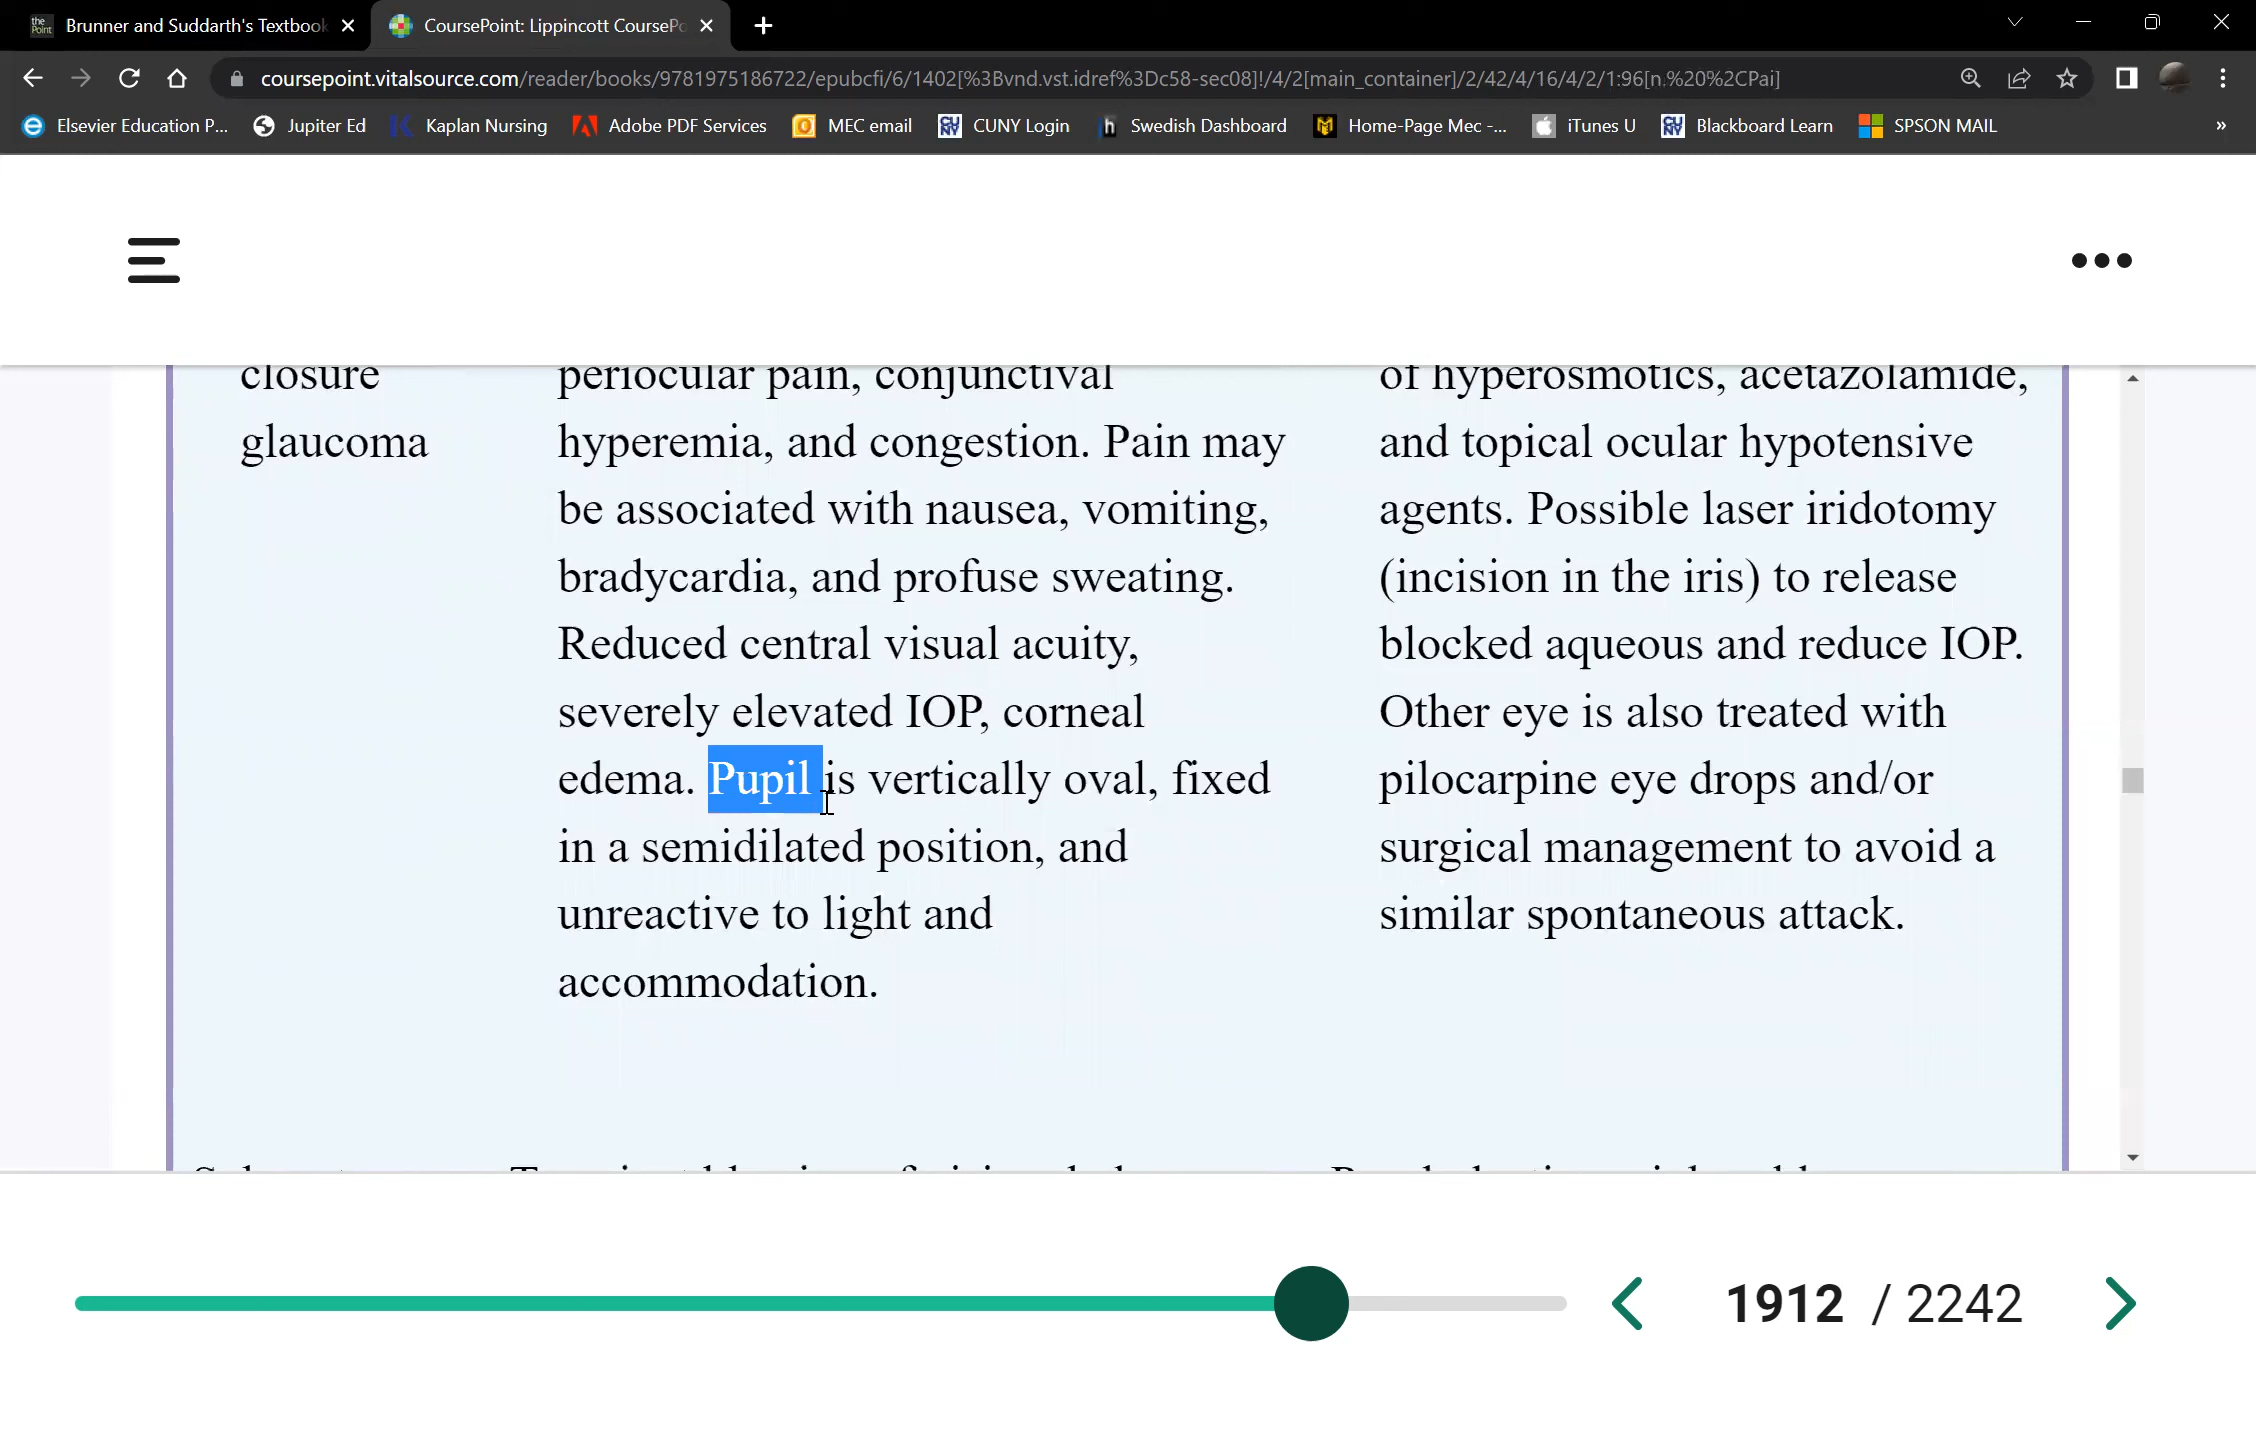 Brunner and Suddarth's Textbook
CoursePoint: Lippincott CoursePo
coursepoint.vitalsource.com/reader/books/9781975186722/epubcfi/6/1402[%3Bvnd.vst.idref%3Dc58-sec08]!/4/2[main_container]/2/42/4/16/4/2/1:96[n.%20%2CPai]
Elsevier Education P... Jupiter Ed Kaplan Nursing Adobe PDF Services MEC email CUNY Login Swedish Dashboard Home-Page Mec -... iTunes U Blackboard Learn SPSON MAIL »
closure
glaucoma
periocular pain, conjunctival
hyperemia, and congestion. Pain may
be associated with nausea, vomiting,
bradycardia, and profuse sweating.
Reduced central visual acuity,
severely elevated IOP, corneal
edema. Pupil is vertically oval, fixed
in a semidilated position, and
unreactive to light and
accommodation.
of hyperosmotics, acetazolamide,
and topical ocular hypotensive
agents. Possible laser iridotomy
(incision in the iris) to release
blocked aqueous and reduce IOP.
Other eye is also treated with
pilocarpine eye drops and/or
surgical management to avoid a
similar spontaneous attack.
1912 / 2242